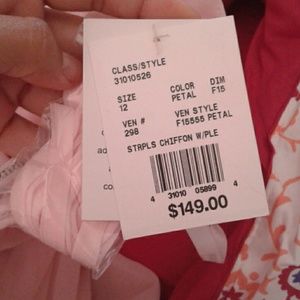 CLASS/STYLE
31010526
SIZE COLOR DIM
12 PETAL F15
VEN # VEN STYLE
298 F15555 PETAL
STRPLS CHIFFON W/PLE
4 31010 05899 4
$149.00